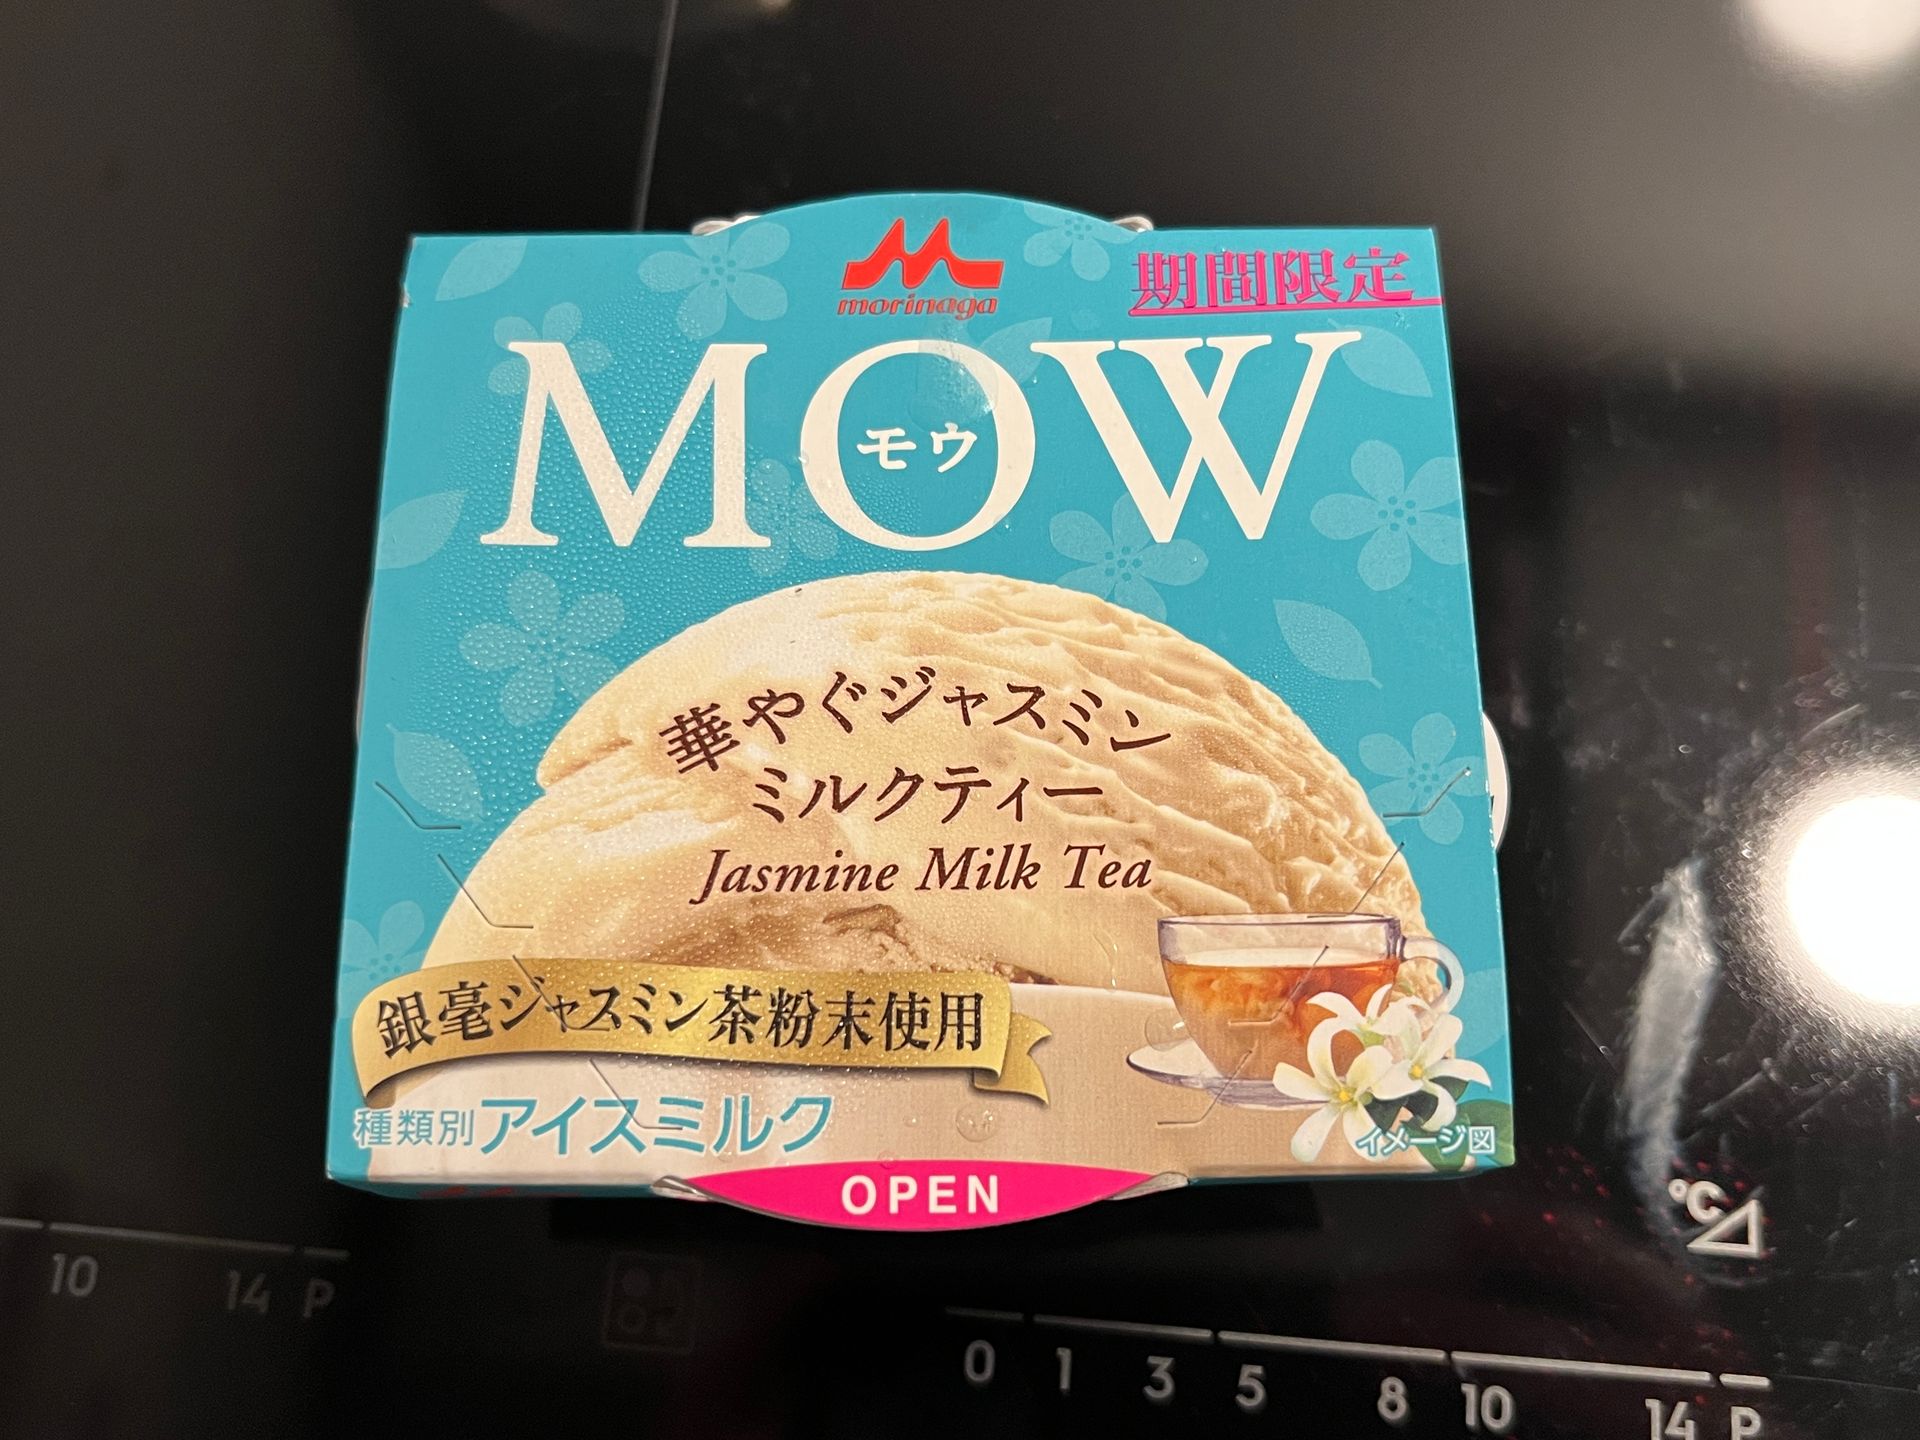 morinaga
期間限定
MOW
モウ
華やぐジャスミン
ミルクティー
Jasmine Milk Tea
銀毫ジャスミン茶粉末使用
種類別アイスミルク
イメージ図
OPEN
℃
10 14 P
0 1 3 5 8 10 14 P